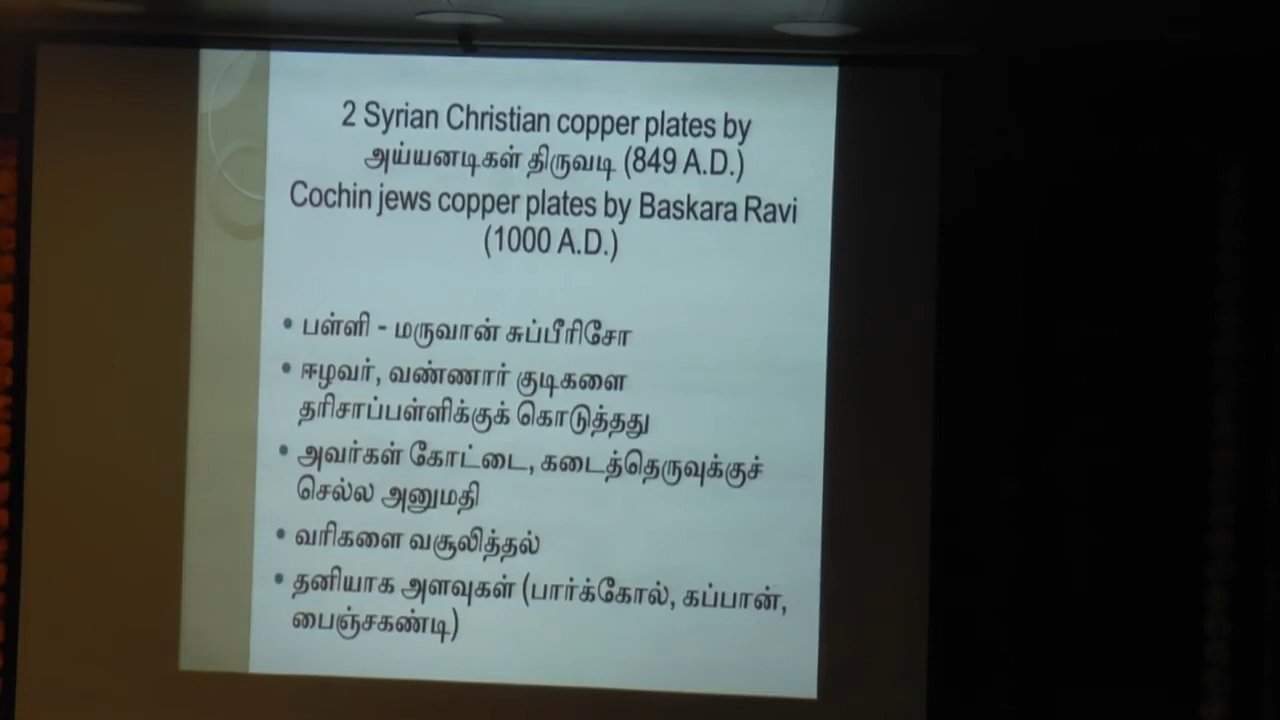 2 Syrian Christian copper plates by
அய்யனடிகள் திருவடி (849 A.D.)
Cochin jews copper plates by Baskara Ravi
(1000 A.D.)
• பள்ளி - மருவான் சுப்பீரிசோ
• ஈழவர், வண்ணார் குடிகளை
தரிசாப்பள்ளிக்குக் கொடுத்தது
• அவர்கள் கோட்டை, கடைத்தெருவுக்குச்
செல்ல அனுமதி
• வரிகளை வசூலித்தல்
• தனியாக அளவுகள் (பார்க்கோல், கப்பான்,
பைஞ்சகண்டி)